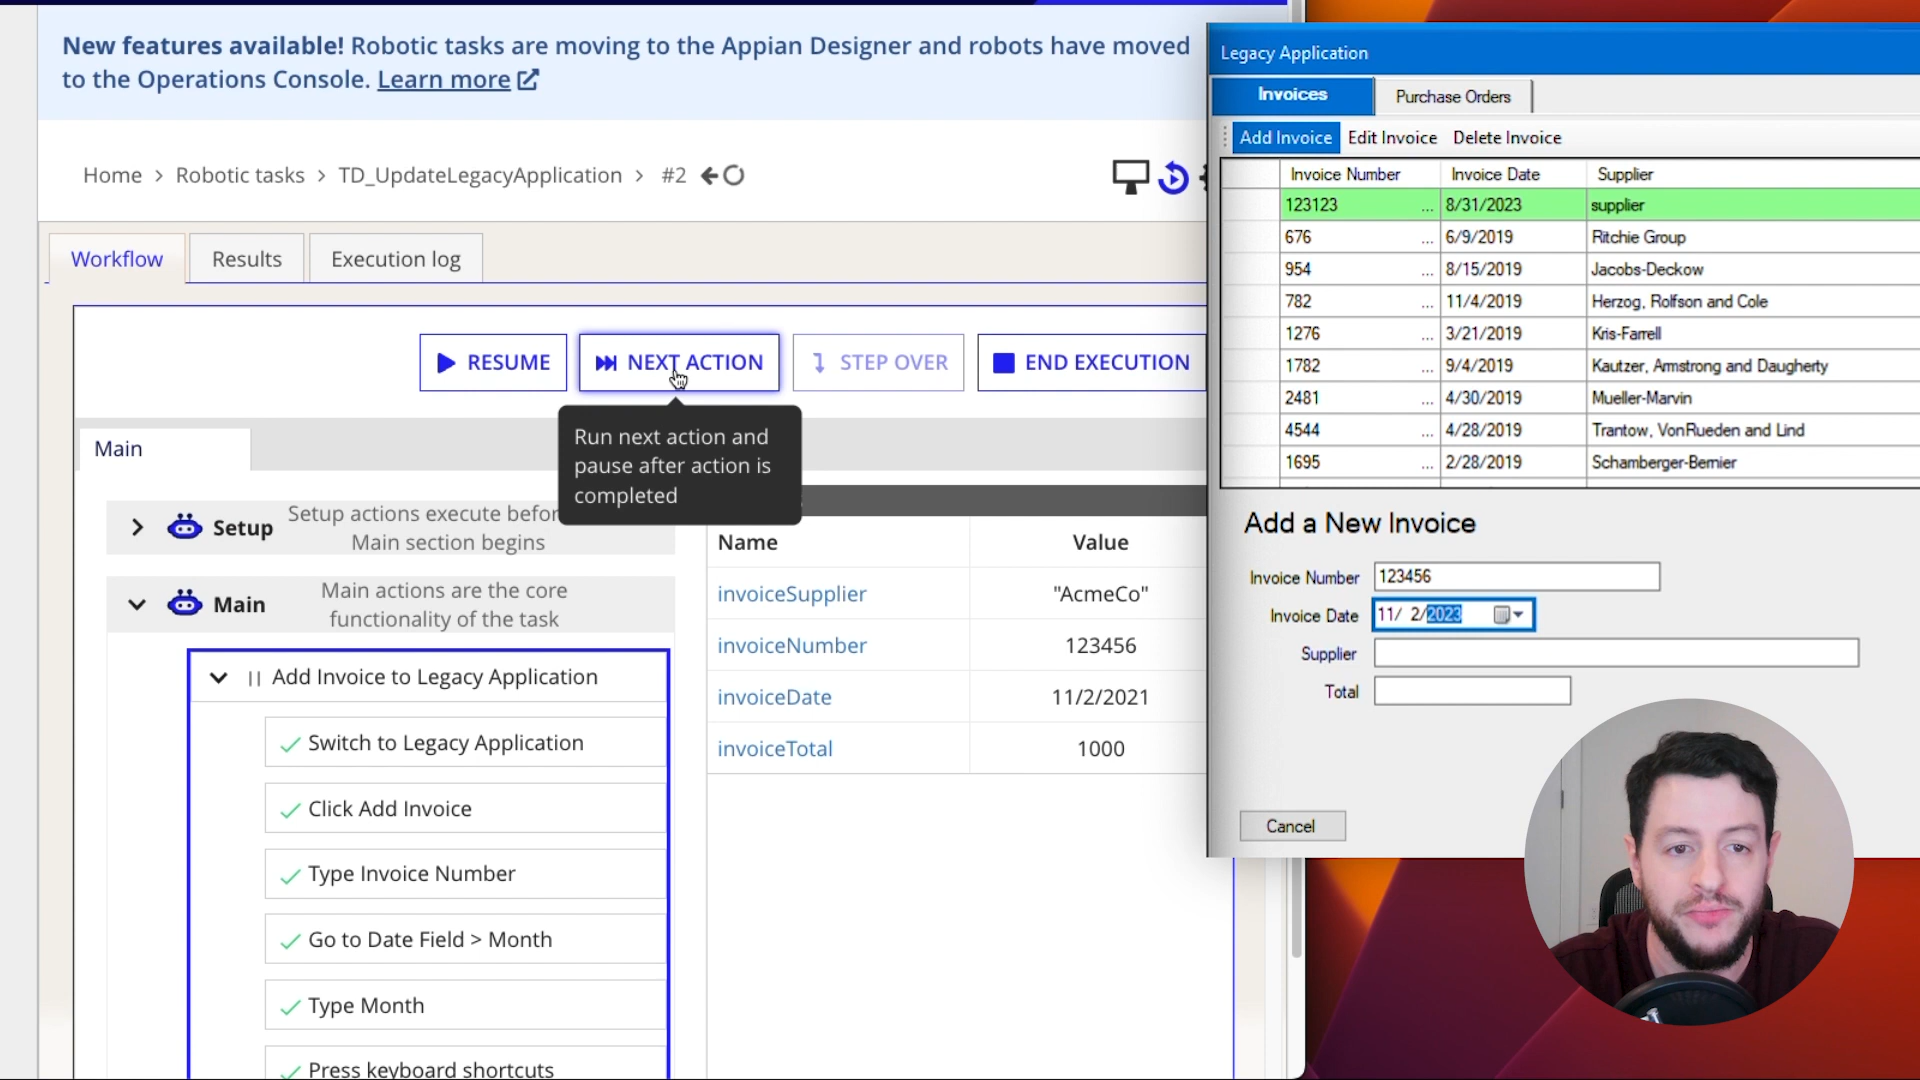 New features available! Robotic tasks are moving to the Appian Designer and robots have moved
to the Operations Console. Learn more
Home > Robotic tasks > TD_UpdateLegacyApplication > #2
Workflow
Results
Execution log
RESUME
NEXT ACTION
STEP OVER
END EXECUTION
Run next action and
pause after action is
completed
Main
Setup
Setup actions execute befor
Main section begins
Main
Main actions are the core
functionality of the task
Add Invoice to Legacy Application
Switch to Legacy Application
Click Add Invoice
Type Invoice Number
Go to Date Field > Month
Type Month
Press keyboard shortcuts
Name Value
invoiceSupplier "AcmeCo"
invoiceNumber 123456
invoiceDate 11/2/2021
invoiceTotal 1000
Legacy Application
Invoices
Purchase Orders
Add Invoice Edit Invoice Delete Invoice
Invoice Number Invoice Date Supplier
123123 ... 8/31/2023 supplier
676 ... 6/9/2019 Ritchie Group
954 ... 8/15/2019 Jacobs-Deckow
782 ... 11/4/2019 Herzog, Rolfson and Cole
1276 ... 3/21/2019 Kris-Farrell
1782 ... 9/4/2019 Kautzer, Armstrong and Daugherty
2481 ... 4/30/2019 Mueller-Marvin
4544 ... 4/28/2019 Trantow, VonRueden and Lind
1695 ... 2/28/2019 Schamberger-Bernier
Add a New Invoice
Invoice Number 123456
Invoice Date 11/ 2/2023
Supplier
Total
Cancel